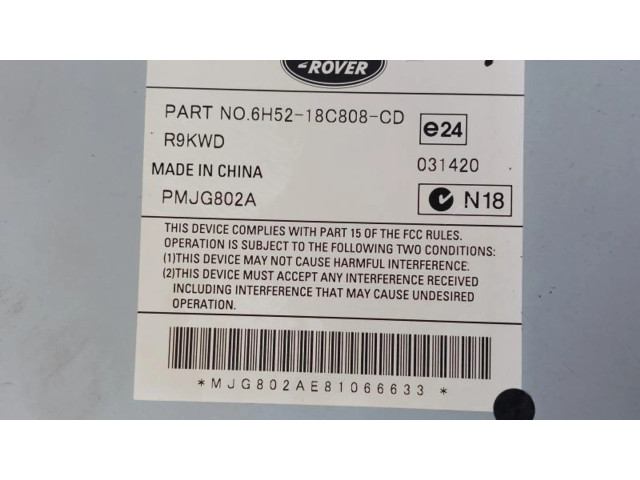 ROVER
PART NO.6H52-18C808-CD
e24
R9KWD
MADE IN CHINA
031420
PMJG802A
N18
THIS DEVICE COMPLIES WITH PART 15 OF THE FCC RULES.
OPERATION IS SUBJECT TO THE FOLLOWING TWO CONDITIONS:
(1)THIS DEVICE MAY NOT CAUSE HARMFUL INTERFERENCE.
(2)THIS DEVICE MUST ACCEPT ANY INTERFERENCE RECEIVED
INCLUDING INTERFERENCE THAT MAY CAUSE UNDESIRED
OPERATION.
*MJG802AE81066633*